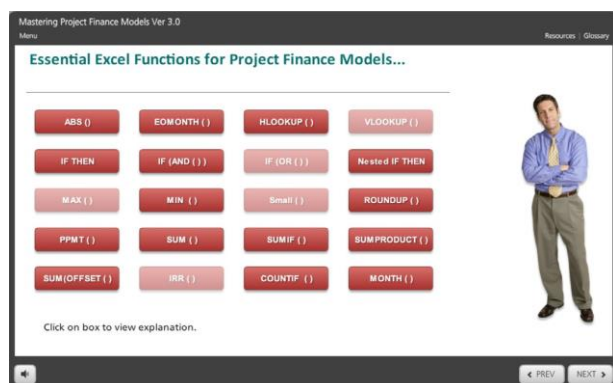 Mastering Project Finance Models Ver 3.0
Menu
Resources | Glossary
Essential Excel Functions for Project Finance Models...
ABS ()
EOMONTH ( )
HLOOKUP ( )
VLOOKUP ( )
IF THEN
IF (AND ( ) )
IF (OR ( ) )
Nested IF THEN
MAX ( )
MIN ( )
Small ( )
ROUNDUP ( )
PPMT ( )
SUM ( )
SUMIF ( )
SUMPRODUCT ( )
SUM(OFFSET ( )
IRR ( )
COUNTIF ( )
MONTH ( )
Click on box to view explanation.
PREV
NEXT